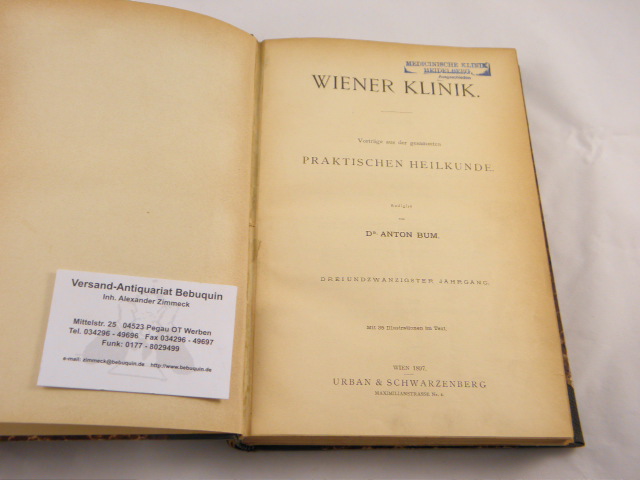 Versand-Antiquariat Bebuquin
Inh. Alexander Zimmeck
Mittelstr. 25 04523 Pegau OT Werben
Tel. 034296 - 49696 Fax 034296 - 49697
Funk: 0177 - 8029499
e-mail: zimmeck@bebuquin.de http://www.bebuquin.de
MEDICINISCHE KLINIK
HEIDELBERG.
WIENER KLINIK.
Vorträge aus der gesammten
PRAKTISCHEN HEILKUNDE.
Redigirt
von
DR. ANTON BUM.
DREIUNDZWANZIGSTER JAHRGANG.
Mit 38 Illustrationen im Text.
WIEN 1897.
URBAN & SCHWARZENBERG
MAXIMILIANSTRASSE No. 4